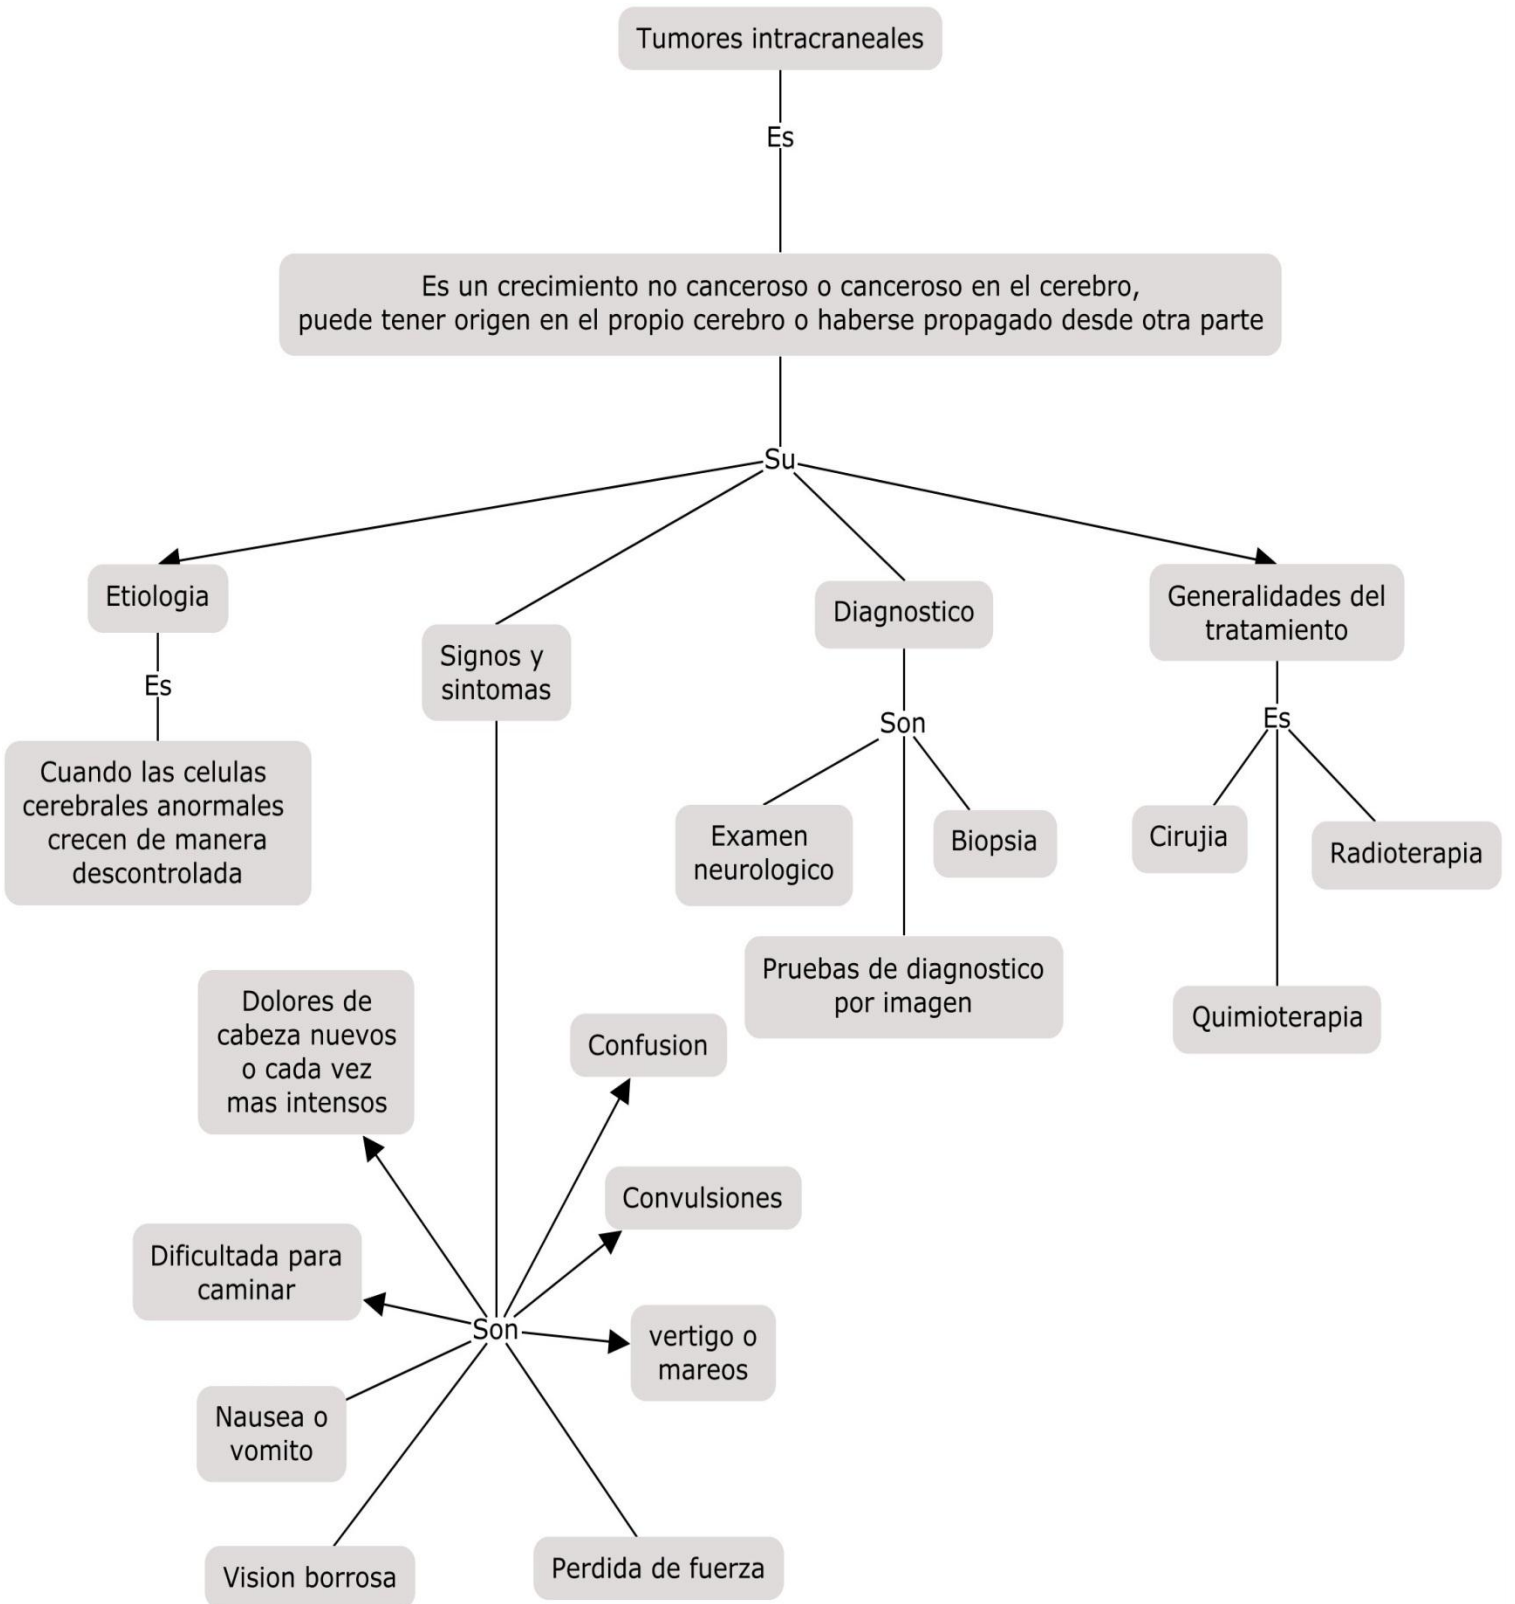 Tumores intracraneales
Es
Es un crecimiento no canceroso o canceroso en el cerebro,
puede tener origen en el propio cerebro o haberse propagado desde otra parte
Su
Etiologia
Es
Cuando las celulas
cerebrales anormales
crecen de manera
descontrolada
Signos y
sintomas
Son
Dolores de
cabeza nuevos
o cada vez
mas intensos
Confusion
Convulsiones
Dificultada para
caminar
vertigo o
mareos
Nausea o
vomito
Vision borrosa
Perdida de fuerza
Diagnostico
Son
Examen
neurologico
Biopsia
Pruebas de diagnostico
por imagen
Generalidades del
tratamiento
Es
Cirujia
Radioterapia
Quimioterapia